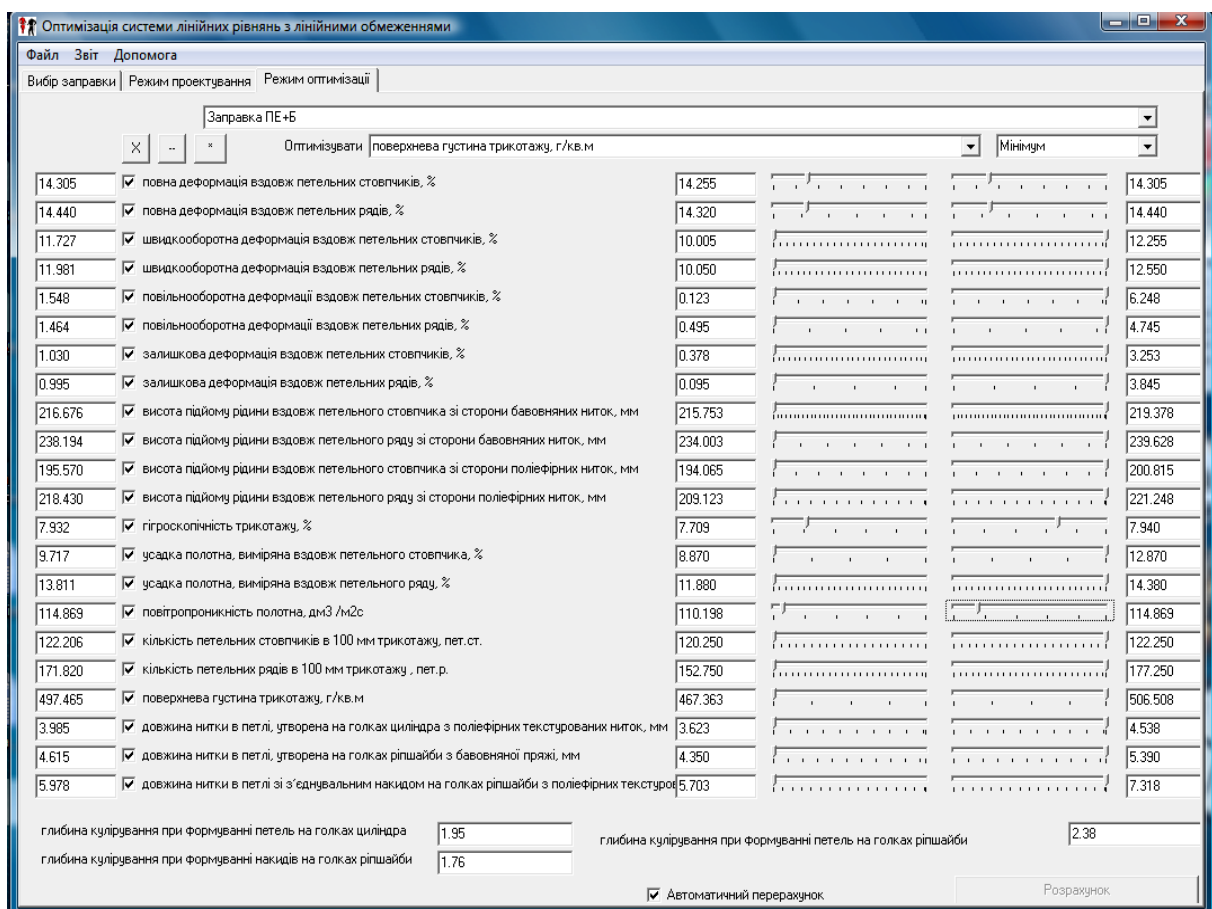 Оптимізація системи лінійних рівнянь з лінійними обмеженнями
Файл Звіт Допомога
Вибір заправки Режим проектування Режим оптимізації
Заправка ПЕ+Б
X -- * Оптимізувати поверхнева густина трикотажу, г/кв.м Мінімум
14.305 повна деформація вздовж петельних стовпчиків, % 14.255 14.305
14.440 повна деформація вздовж петельних рядів, % 14.320 14.440
11.727 швидкооборотна деформація вздовж петельних стовпчиків, % 10.005 12.255
11.981 швидкооборотна деформація вздовж петельних рядів, % 10.050 12.550
1.548 повільнооборотна деформації вздовж петельних стовпчиків, % 0.123 6.248
1.464 повільнооборотна деформації вздовж петельних рядів, % 0.495 4.745
1.030 залишкова деформація вздовж петельних стовпчиків, % 0.378 3.253
0.995 залишкова деформація вздовж петельних рядів, % 0.095 3.845
216.676 висота підйому рідини вздовж петельного стовпчика зі сторони бавовняних ниток, мм 215.753 219.378
238.194 висота підйому рідини вздовж петельного ряду зі сторони бавовняних ниток, мм 234.003 239.628
195.570 висота підйому рідини вздовж петельного стовпчика зі сторони поліефірних ниток, мм 194.065 200.815
218.430 висота підйому рідини вздовж петельного ряду зі сторони поліефірних ниток, мм 209.123 221.248
7.932 гігроскопічність трикотажу, % 7.709 7.940
9.717 усадка полотна, виміряна вздовж петельного стовпчика, % 8.870 12.870
13.811 усадка полотна, виміряна вздовж петельного ряду, % 11.880 14.380
114.869 повітропроникність полотна, дм3 /м2с 110.198 114.869
122.206 кількість петельних стовпчиків в 100 мм трикотажу, пет.ст. 120.250 122.250
171.820 кількість петельних рядів в 100 мм трикотажу , пет.р. 152.750 177.250
497.465 поверхнева густина трикотажу, г/кв.м 467.363 506.508
3.985 довжина нитки в петлі, утворена на голках циліндра з поліефірних текстурованих ниток, мм 3.623 4.538
4.615 довжина нитки в петлі, утворена на голках ріпшайби з бавовняної пряжі, мм 4.350 5.390
5.978 довжина нитки в петлі зі з´єднувальним накидом на голках ріпшайби з поліефірних текстуров 5.703 7.318
глибина кулірування при формуванні петель на голках циліндра 1.95 глибина кулірування при формуванні петель на голках ріпшайби 2.38
глибина кулірування при формуванні накидів на голках ріпшайби 1.76
Автоматичний перерахунок Розрахунок